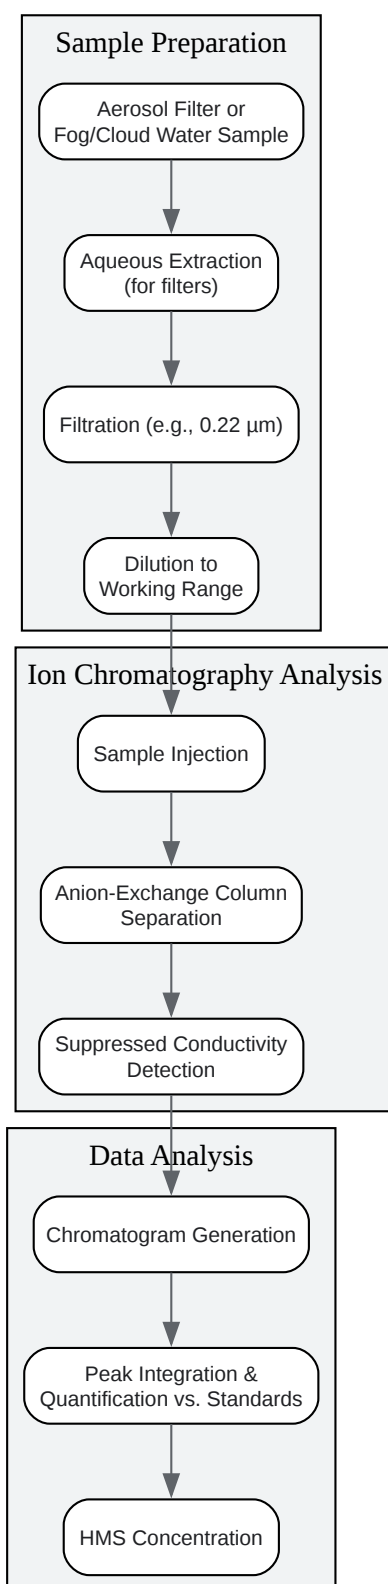 Sample Preparation
Aerosol Filter or
Fog/Cloud Water Sample
Aqueous Extraction
(for filters)
Filtration (e.g., 0.22 µm)
Dilution to
Working Range
Ion Chromatography Analysis
Sample Injection
Anion-Exchange Column
Separation
Suppressed Conductivity
Detection
Data Analysis
Chromatogram Generation
Peak Integration &
Quantification vs. Standards
HMS Concentration